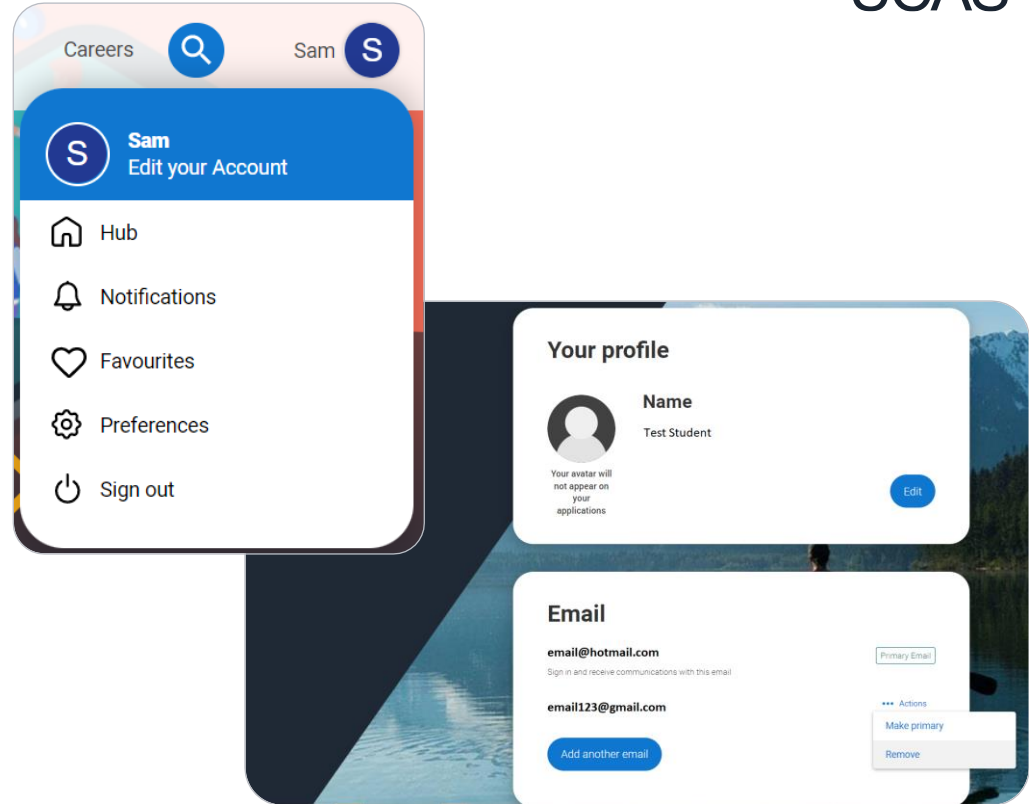 UCAS
Careers
Sam S
S
Sam
Edit your Account
Hub
Notifications
Favourites
Preferences
Sign out
Your profile
Name
Test Student
Your avatar will
not appear on
your
applications
Edit
Email
email@hotmail.com
Primary Email
Sign in and receive communications with this email
email123@gmail.com
••• Actions
Make primary
Remove
Add another email